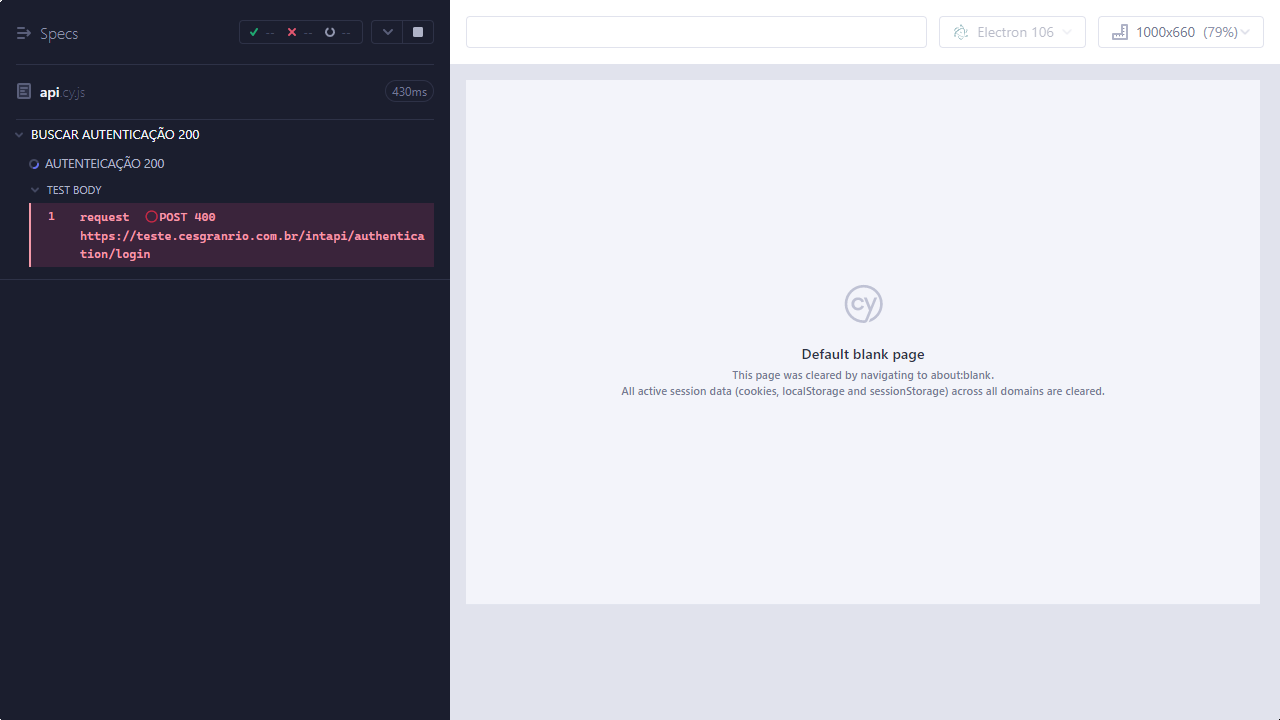 Specs
--
--
--
Electron 106
1000x660 (79%)
api.cy.js
430ms
BUSCAR AUTENTICAÇÃO 200
AUTENTEICAÇÃO 200
TEST BODY
1 request POST 400
https://teste.cesgranrio.com.br/intapi/authentica
tion/login
cy
Default blank page
This page was cleared by navigating to about:blank.
All active session data (cookies, localStorage and sessionStorage) across all domains are cleared.